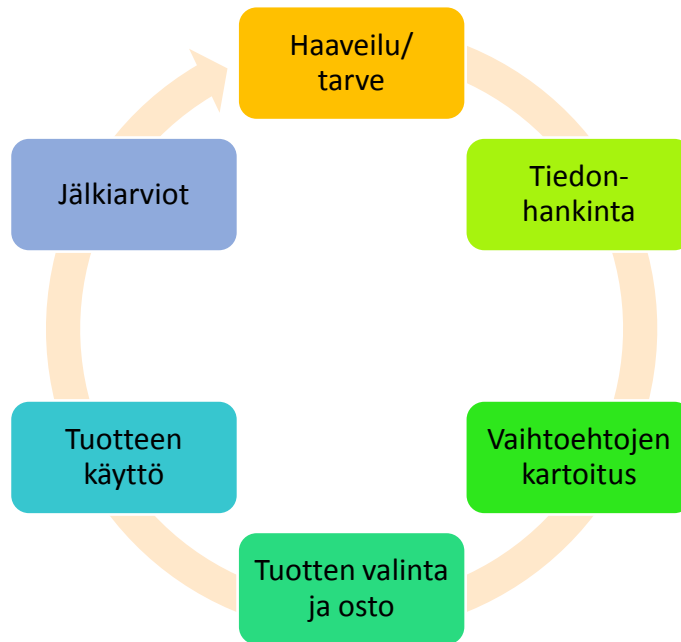 Haaveilu/
tarve
Tiedon-
hankinta
Vaihtoehtojen
kartoitus
Tuotten valinta
ja osto
Tuotteen
käyttö
Jälkiarviot